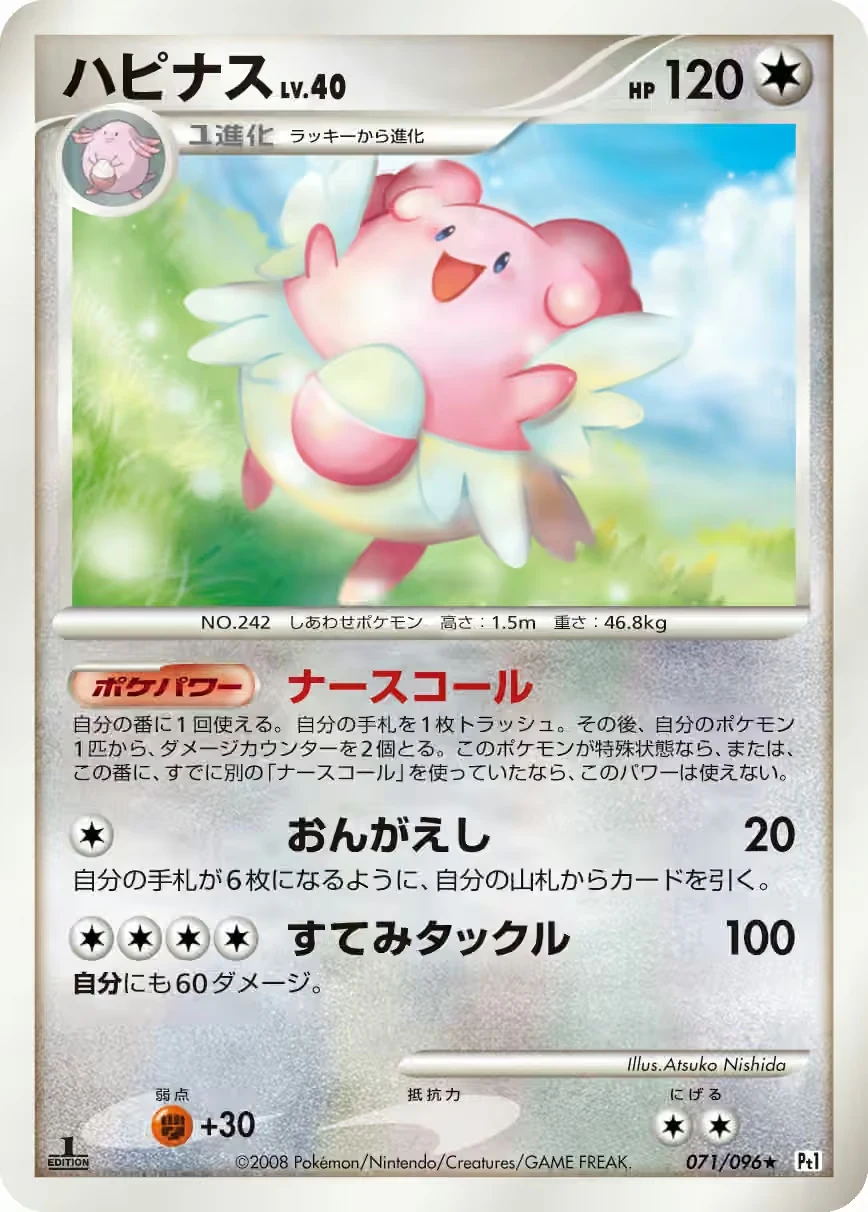 ハピナス LV.40 HP 120
1進化 ラッキーから進化
NO.242 しあわせポケモン 高さ：1.5m 重さ：46.8kg
ポケパワー ナースコール
自分の番に1回使える。自分の手札を1枚トラッシュ。その後、自分のポケモン
1匹から、ダメージカウンターを2個とる。このポケモンが特殊状態なら、または、
この番に、すでに別の「ナースコール」を使っていたなら、このパワーは使えない。
おんがえし 20
自分の手札が6枚になるように、自分の山札からカードを引く。
すてみタックル 100
自分にも60ダメージ。
Illus.Atsuko Nishida
弱点 抵抗力 にげる
+30
1 EDITION
©2008 Pokémon/Nintendo/Creatures/GAME FREAK. 071/096★ Pt1